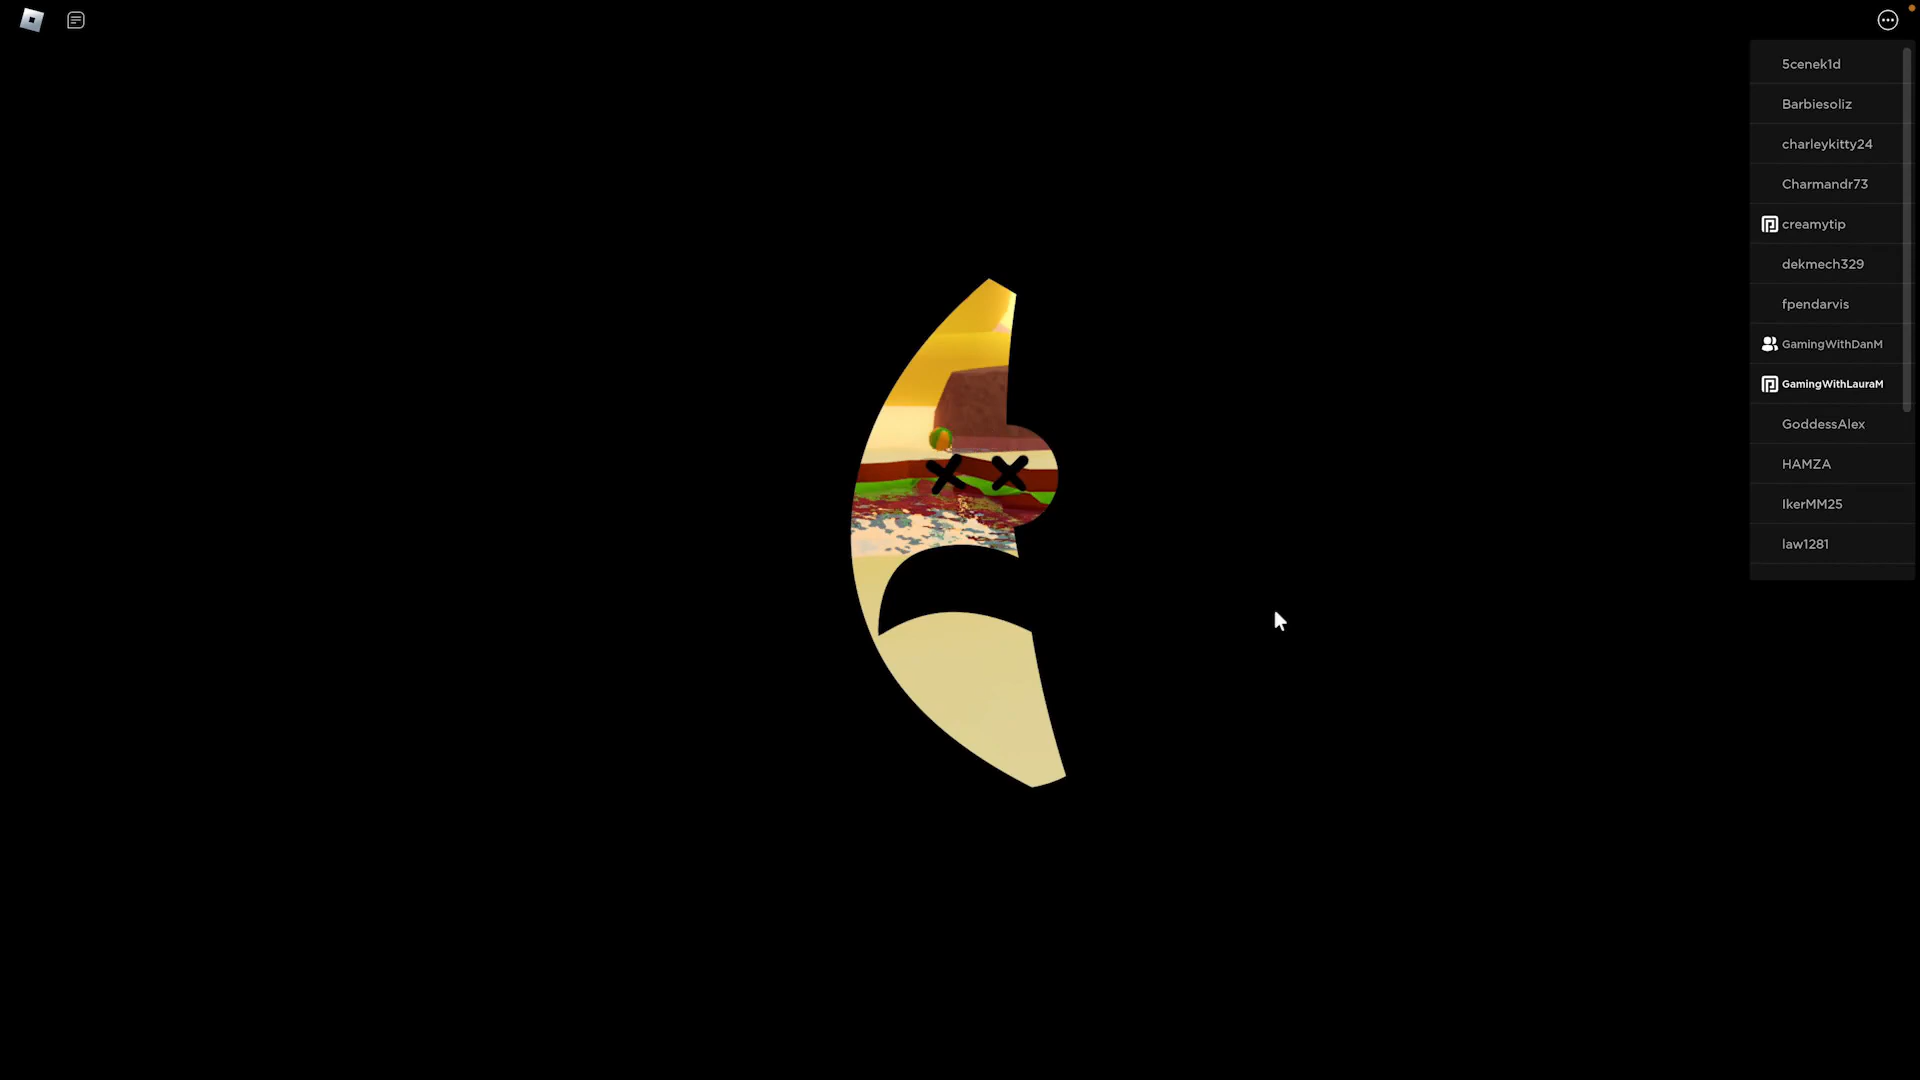 5cenek1d
Barbiesoliz
charleykitty24
Charmandr73
creamytip
dekmech329
fpendarvis
GamingWithDanM
GamingWithLauraM
GoddessAlex
HAMZA
IkerMM25
law1281